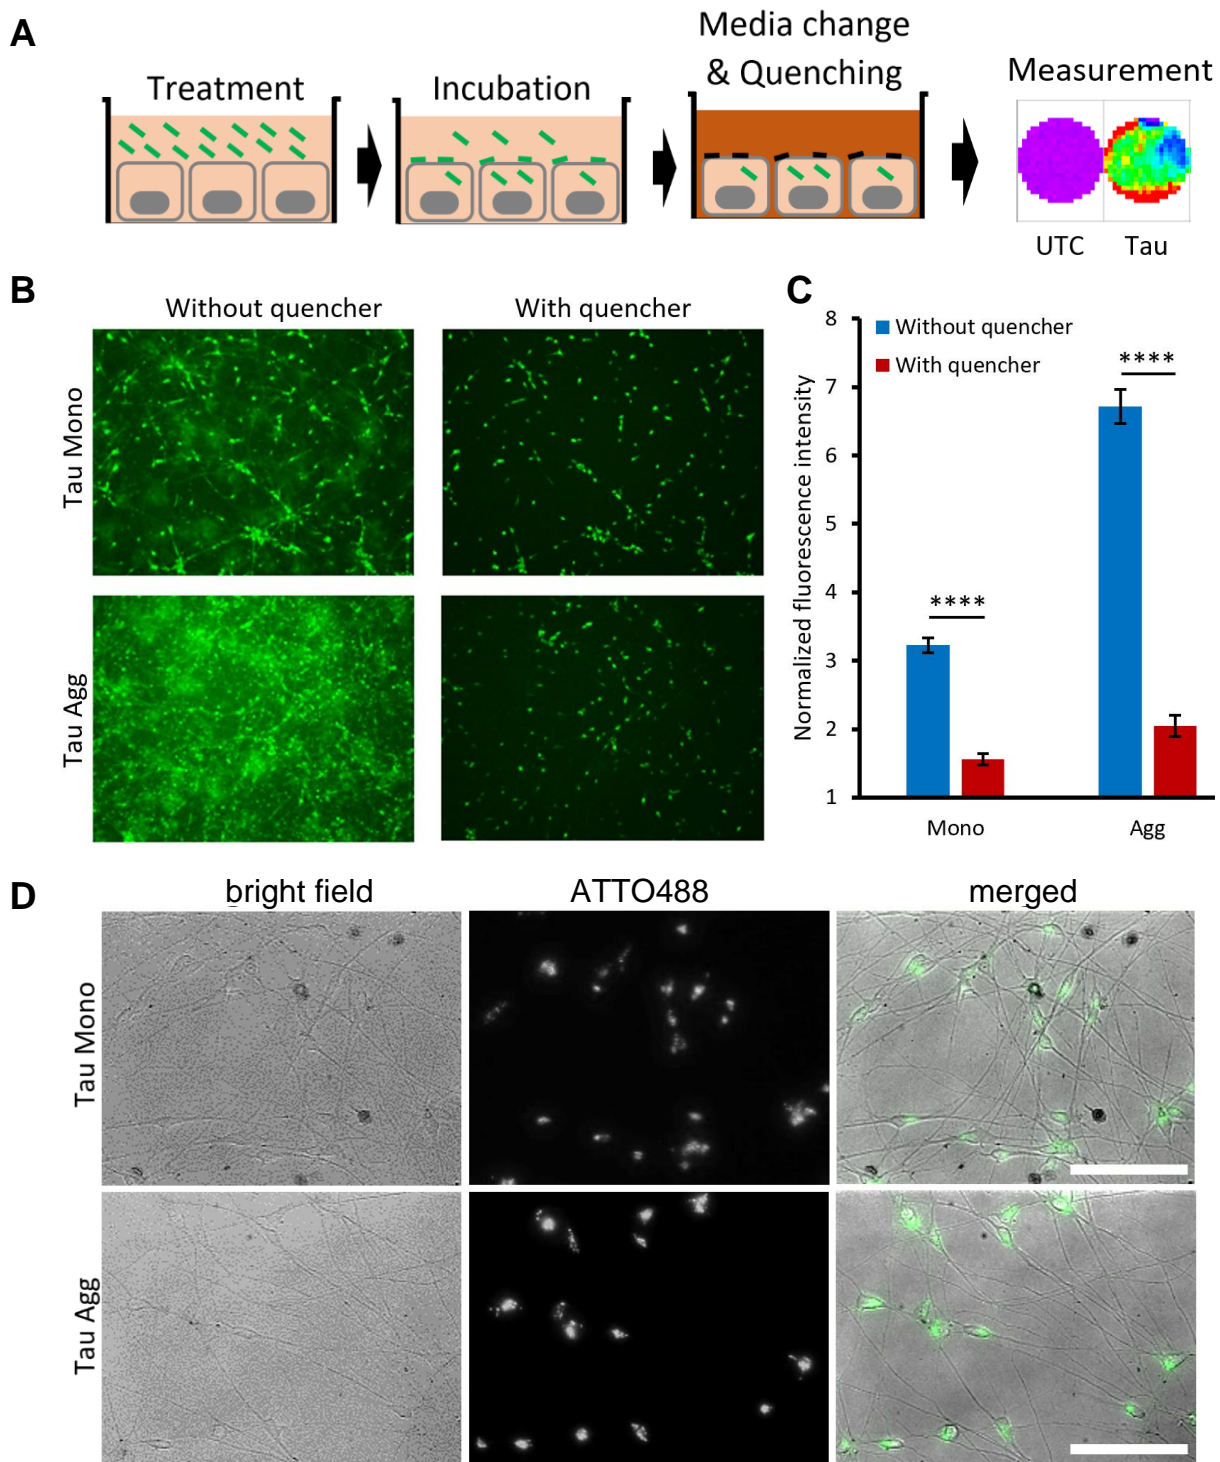 A
Treatment
Incubation
Media change
& Quenching
Measurement
UTC
Tau
B
Without quencher
With quencher
Tau Mono
Tau Agg
C
Without quencher
With quencher
Normalized fluorescence intensity
8
7
6
5
4
3
2
1
****
****
Mono
Agg
D
bright field
ATTO488
merged
Tau Mono
Tau Agg